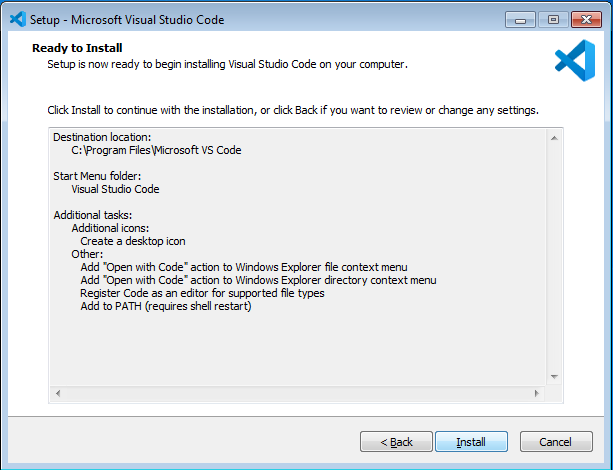 Setup - Microsoft Visual Studio Code
Ready to Install
Setup is now ready to begin installing Visual Studio Code on your computer.
Click Install to continue with the installation, or click Back if you want to review or change any settings.
Destination location:
C:\Program Files\Microsoft VS Code
Start Menu folder:
Visual Studio Code
Additional tasks:
Additional icons:
Create a desktop icon
Other:
Add "Open with Code" action to Windows Explorer file context menu
Add "Open with Code" action to Windows Explorer directory context menu
Register Code as an editor for supported file types
Add to PATH (requires shell restart)
< Back Install Cancel